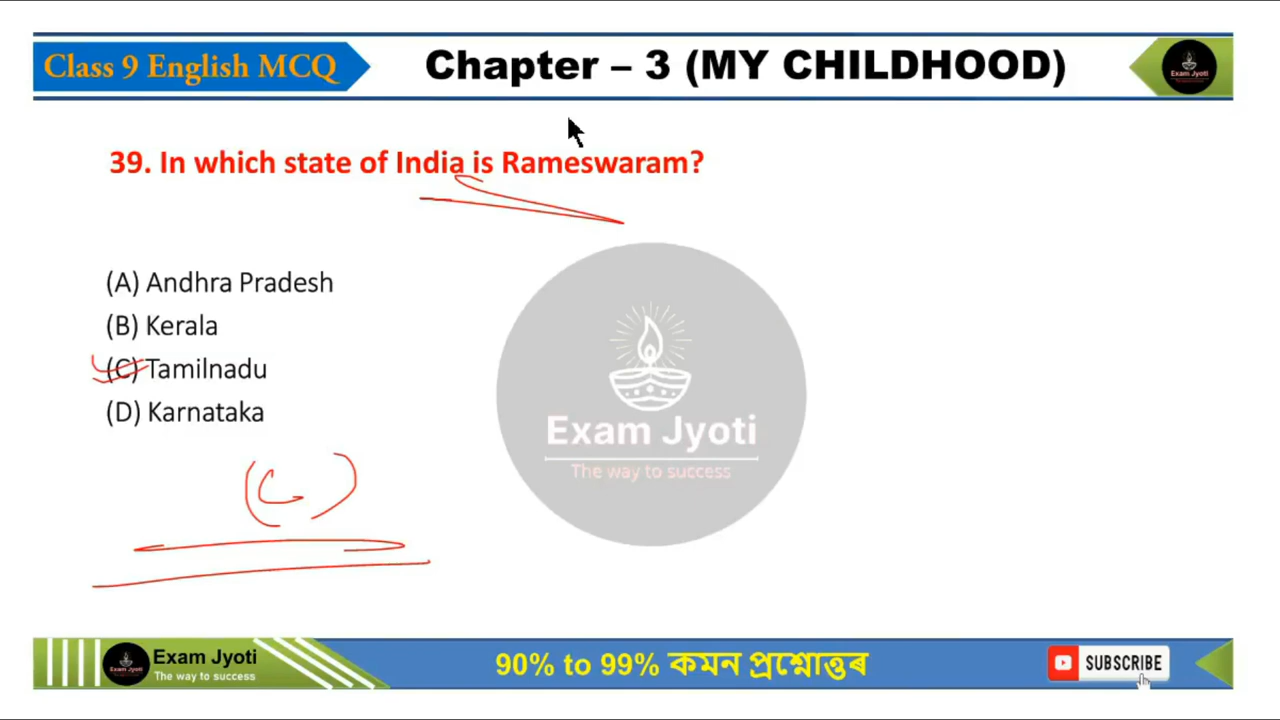 Class 9 English MCQ
Chapter – 3 (MY CHILDHOOD)
Exam Jyoti
39. In which state of India is Rameswaram?
(A) Andhra Pradesh
(B) Kerala
(C) Tamilnadu
(D) Karnataka
(C)
Exam Jyoti
The way to success
Exam Jyoti
The way to success
90% to 99% কমন প্ৰশ্নোত্তৰ
SUBSCRIBE